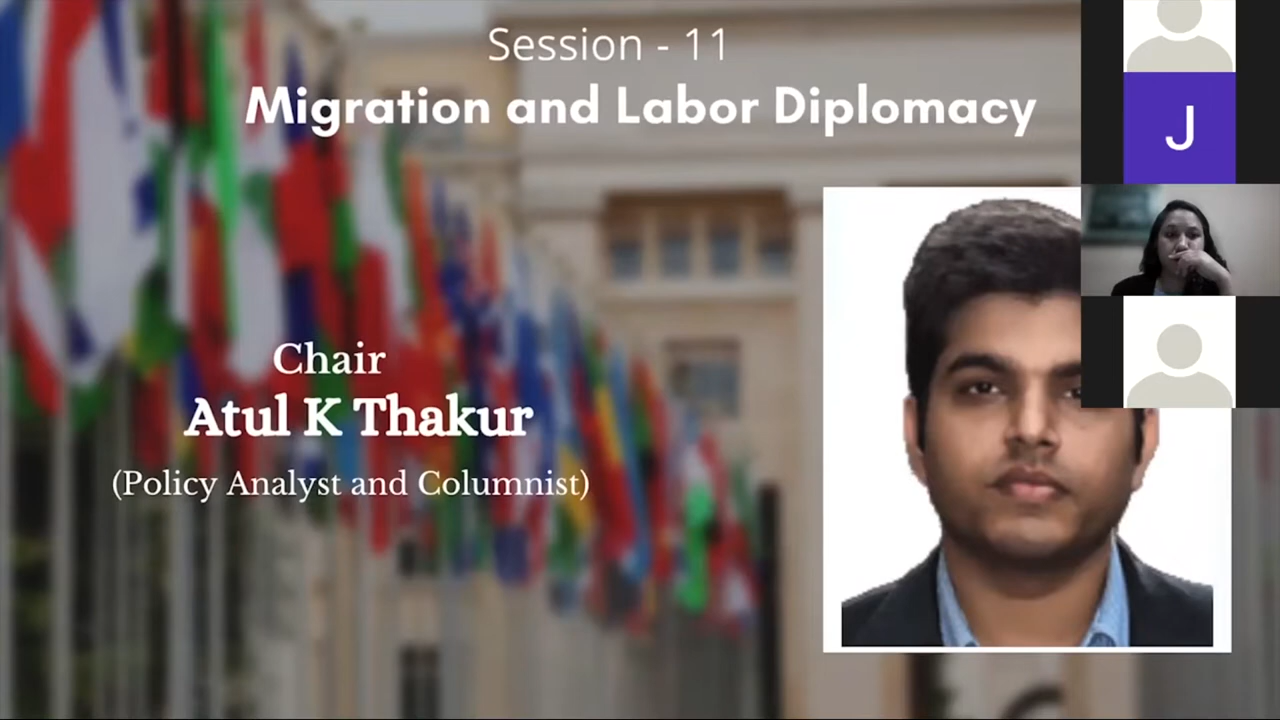 Session - 11
Migration and Labor Diplomacy
J
Chair
Atul K Thakur
(Policy Analyst and Columnist)